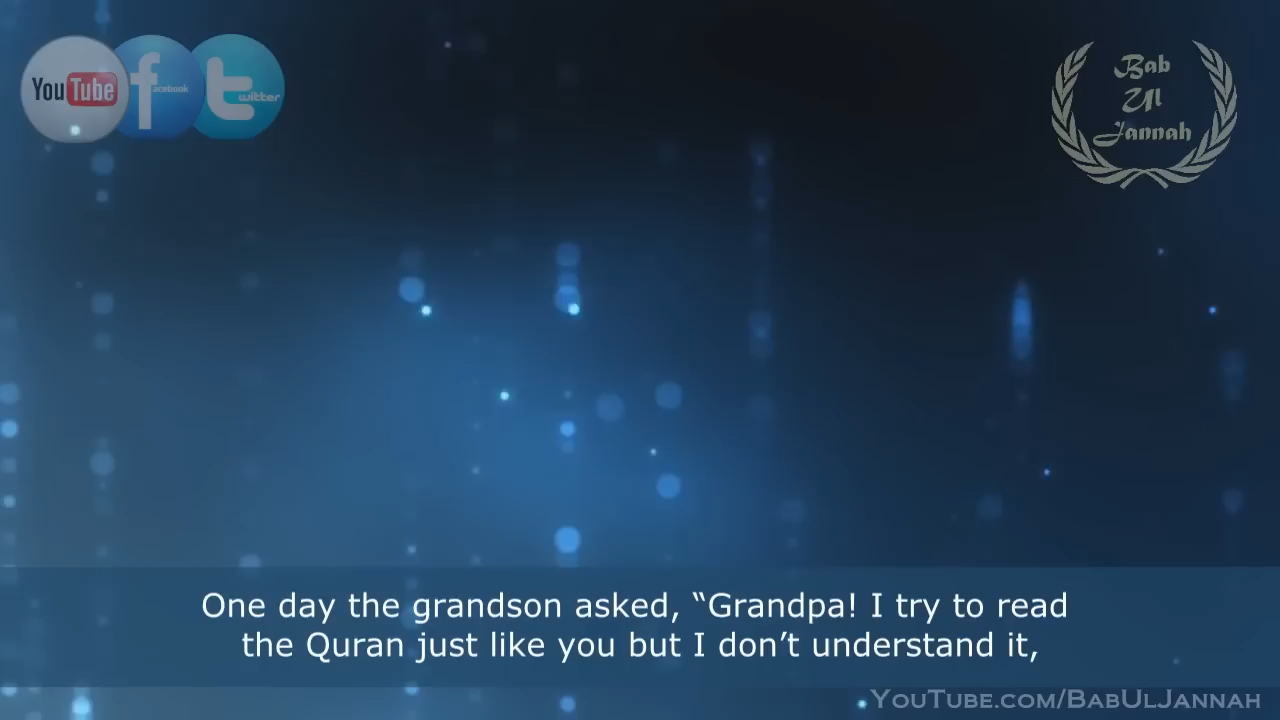 YouTube
facebook
twitter
Bab
Ul
Jannah
One day the grandson asked, “Grandpa! I try to read
the Quran just like you but I don’t understand it,
YouTube.com/BabUlJannah